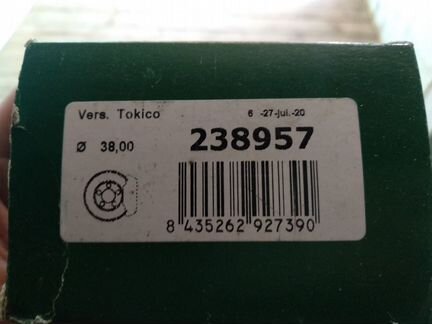 Vers. Tokico 6 -27-jul.-20
Ø 38,00 238957
8 435262 927390